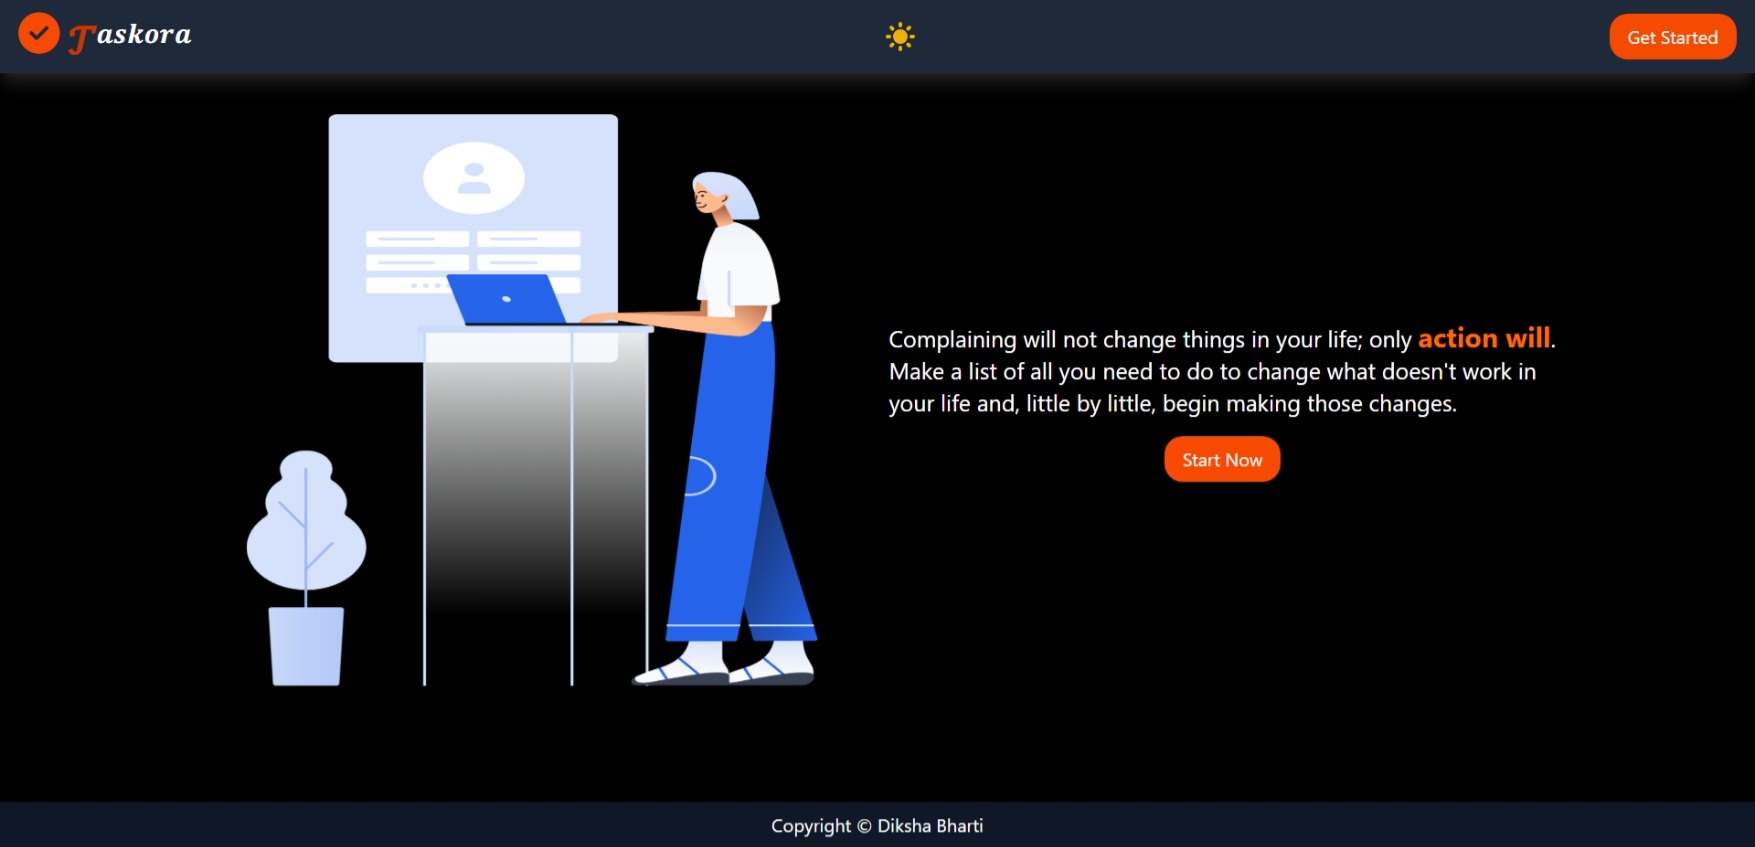 Taskora
Get Started
Complaining will not change things in your life; only action will.
Make a list of all you need to do to change what doesn't work in
your life and, little by little, begin making those changes.
Start Now
Copyright © Diksha Bharti